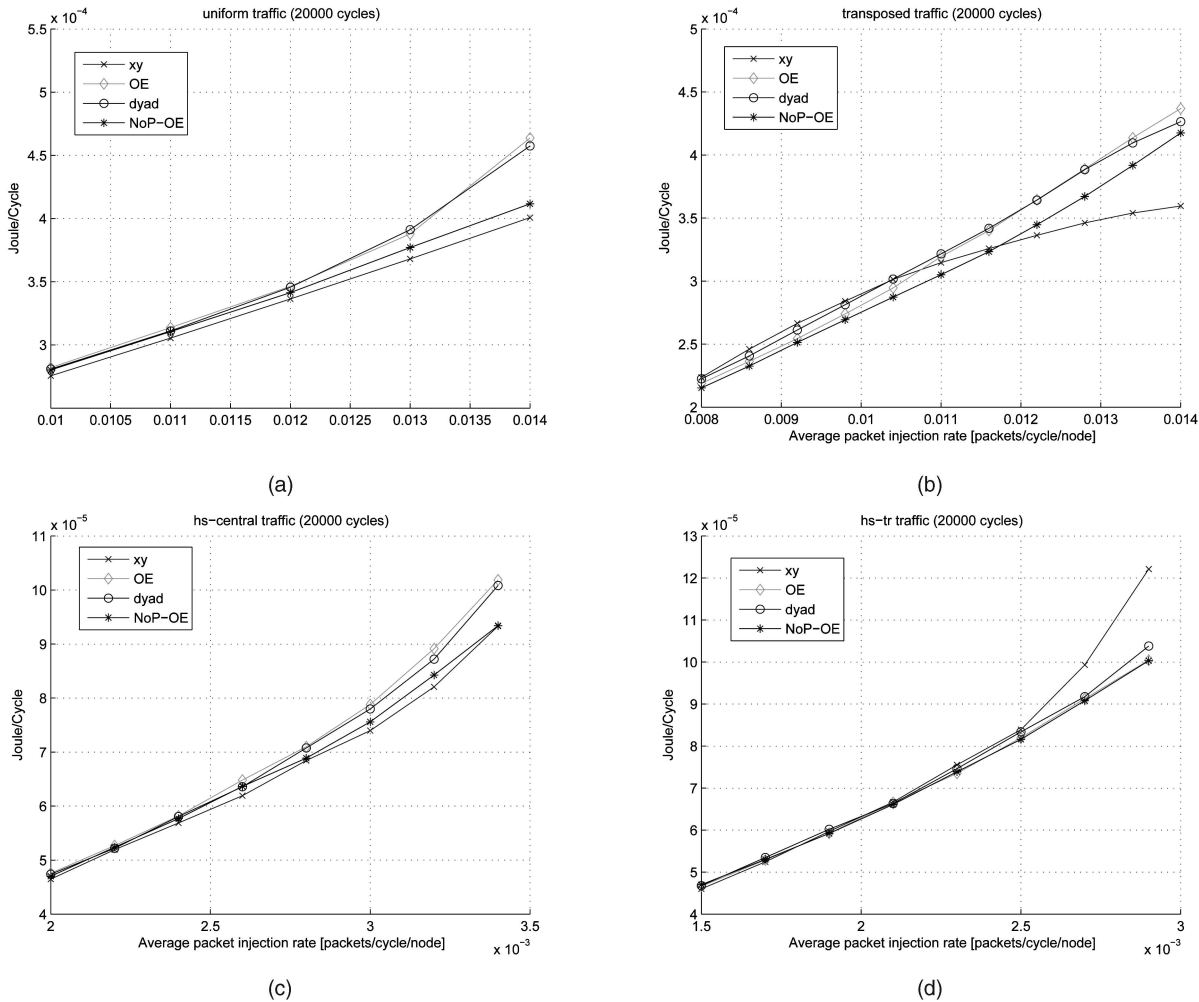 uniform traffic (20000 cycles)
x 10−4
5.5
5
4.5
4
3.5
3
Joule/Cycle
xy
OE
dyad
NoP−OE
0.01 0.0105 0.011 0.0115 0.012 0.0125 0.013 0.0135 0.014
(a)
transposed traffic (20000 cycles)
x 10−4
5
4.5
4
3.5
3
2.5
2
Joule/Cycle
xy
OE
dyad
NoP−OE
0.008 0.009 0.01 0.011 0.012 0.013 0.014
Average packet injection rate [packets/cycle/node]
(b)
hs−central traffic (20000 cycles)
x 10−5
11
10
9
8
7
6
5
4
Joule/Cycle
xy
OE
dyad
NoP−OE
2 2.5 3 3.5
Average packet injection rate [packets/cycle/node]
x 10−3
(c)
hs−tr traffic (20000 cycles)
x 10−5
13
12
11
10
9
8
7
6
5
4
Joule/Cycle
xy
OE
dyad
NoP−OE
1.5 2 2.5 3
Average packet injection rate [packets/cycle/node]
x 10−3
(d)